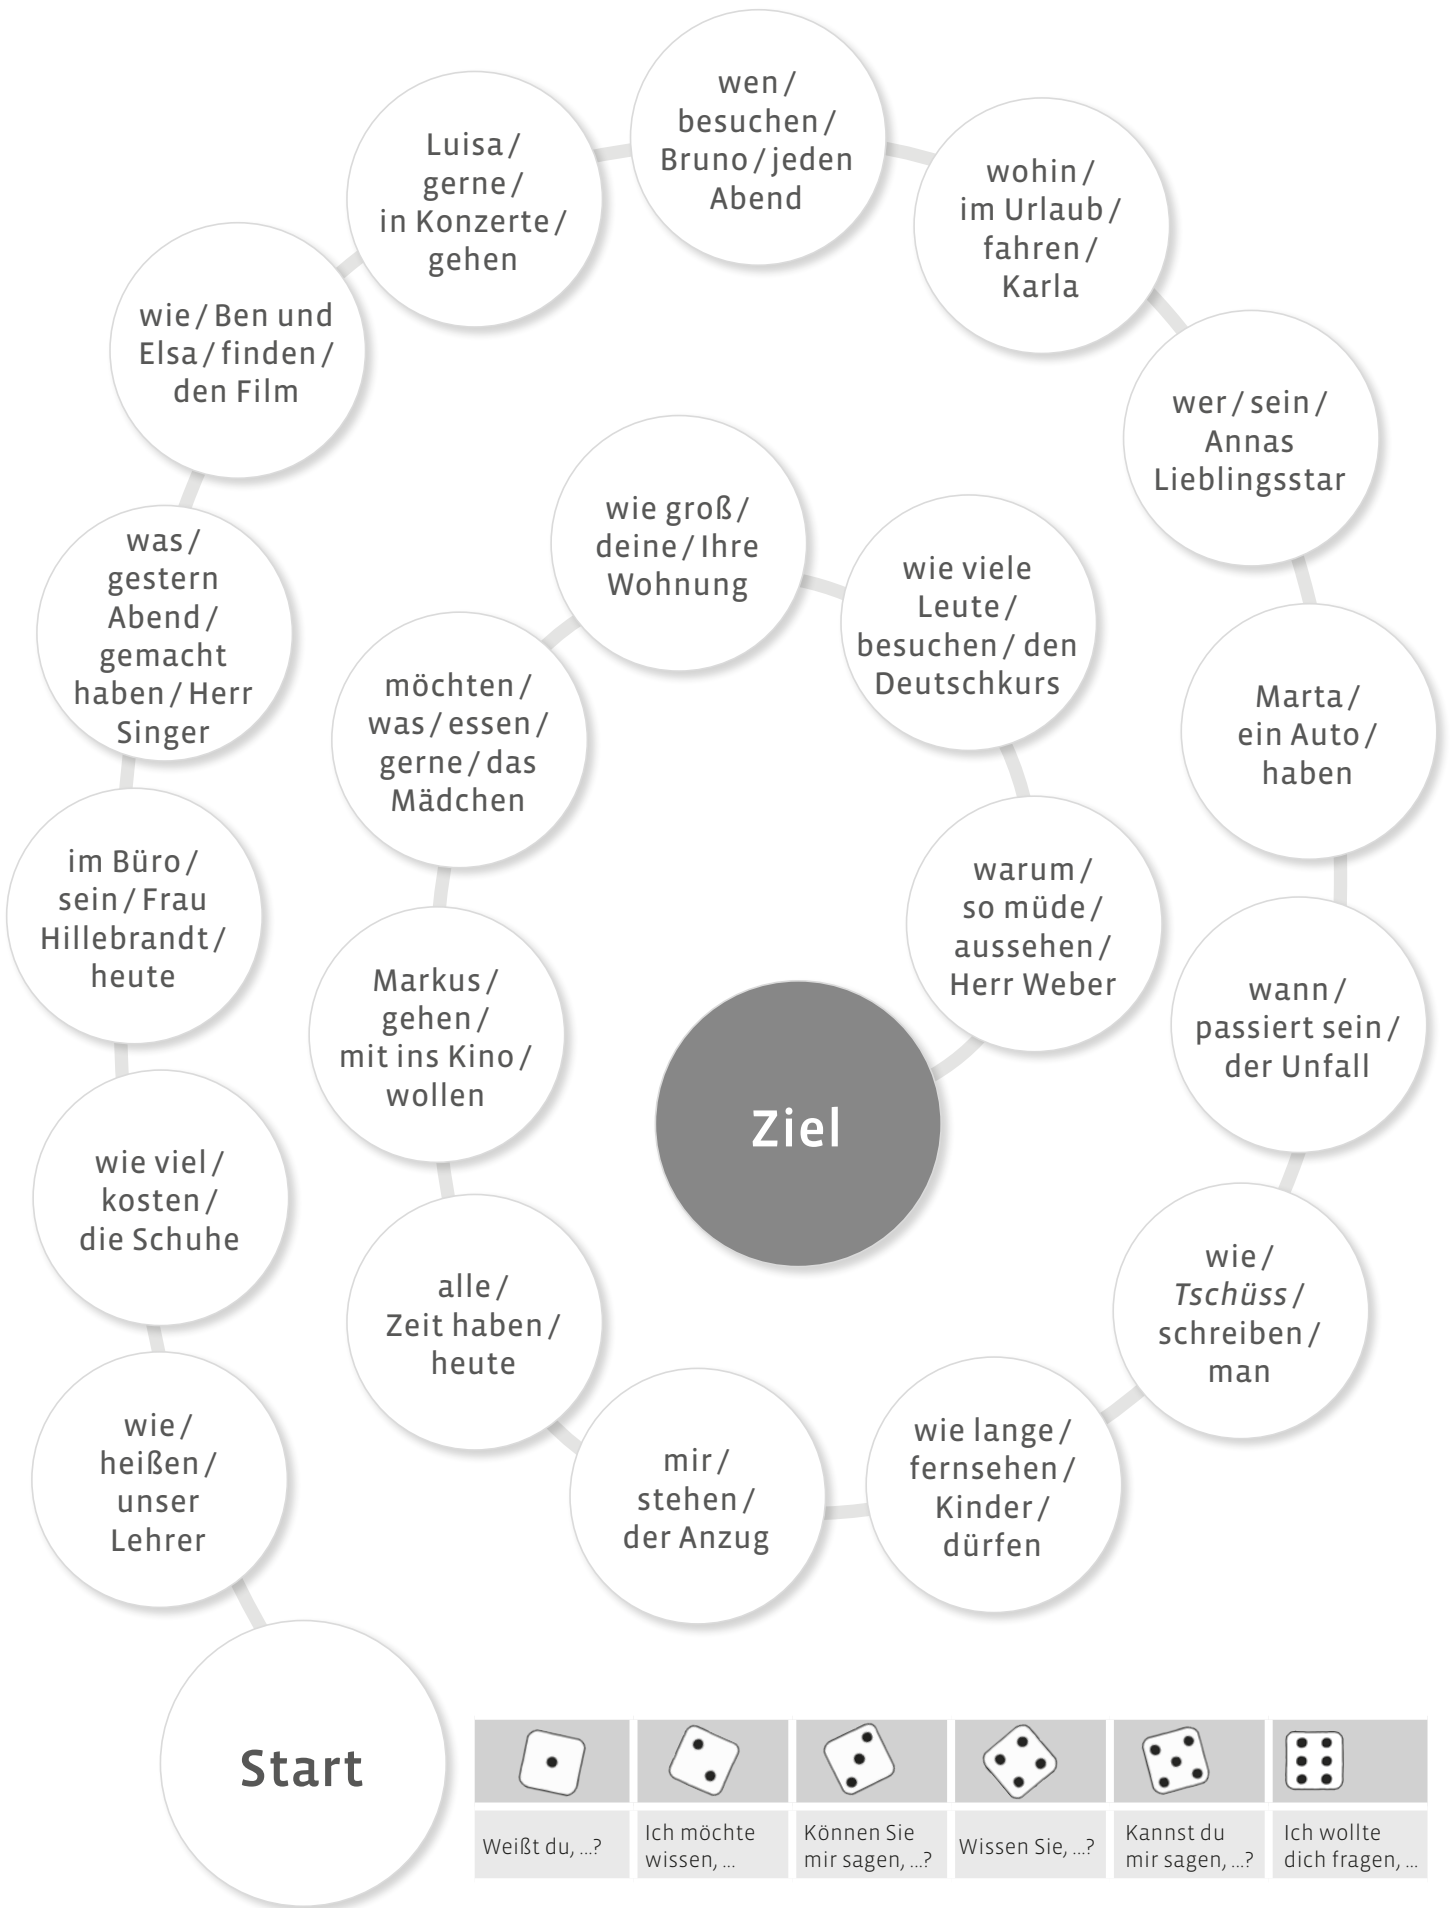 Start
wie /
heißen /
unser
Lehrer
wie viel /
kosten /
die Schuhe
im Büro /
sein / Frau
Hillebrandt /
heute
was /
gestern
Abend /
gemacht
haben / Herr
Singer
wie / Ben und
Elsa / finden /
den Film
Luisa /
gerne /
in Konzerte /
gehen
wen /
besuchen /
Bruno / jeden
Abend
wohin /
im Urlaub /
fahren /
Karla
wer / sein /
Annas
Lieblingsstar
Marta /
ein Auto /
haben
wann /
passiert sein /
der Unfall
wie /
Tschüss /
schreiben /
man
wie lange /
fernsehen /
Kinder /
dürfen
mir /
stehen /
der Anzug
alle /
Zeit haben /
heute
Markus /
gehen /
mit ins Kino /
wollen
möchten /
was / essen /
gerne / das
Mädchen
wie groß /
deine / Ihre
Wohnung
wie viele
Leute /
besuchen / den
Deutschkurs
warum /
so müde /
aussehen /
Herr Weber
Ziel
Weißt du, ...?
Ich möchte
wissen, ...
Können Sie
mir sagen, ...?
Wissen Sie, ...?
Kannst du
mir sagen, ...?
Ich wollte
dich fragen, ...